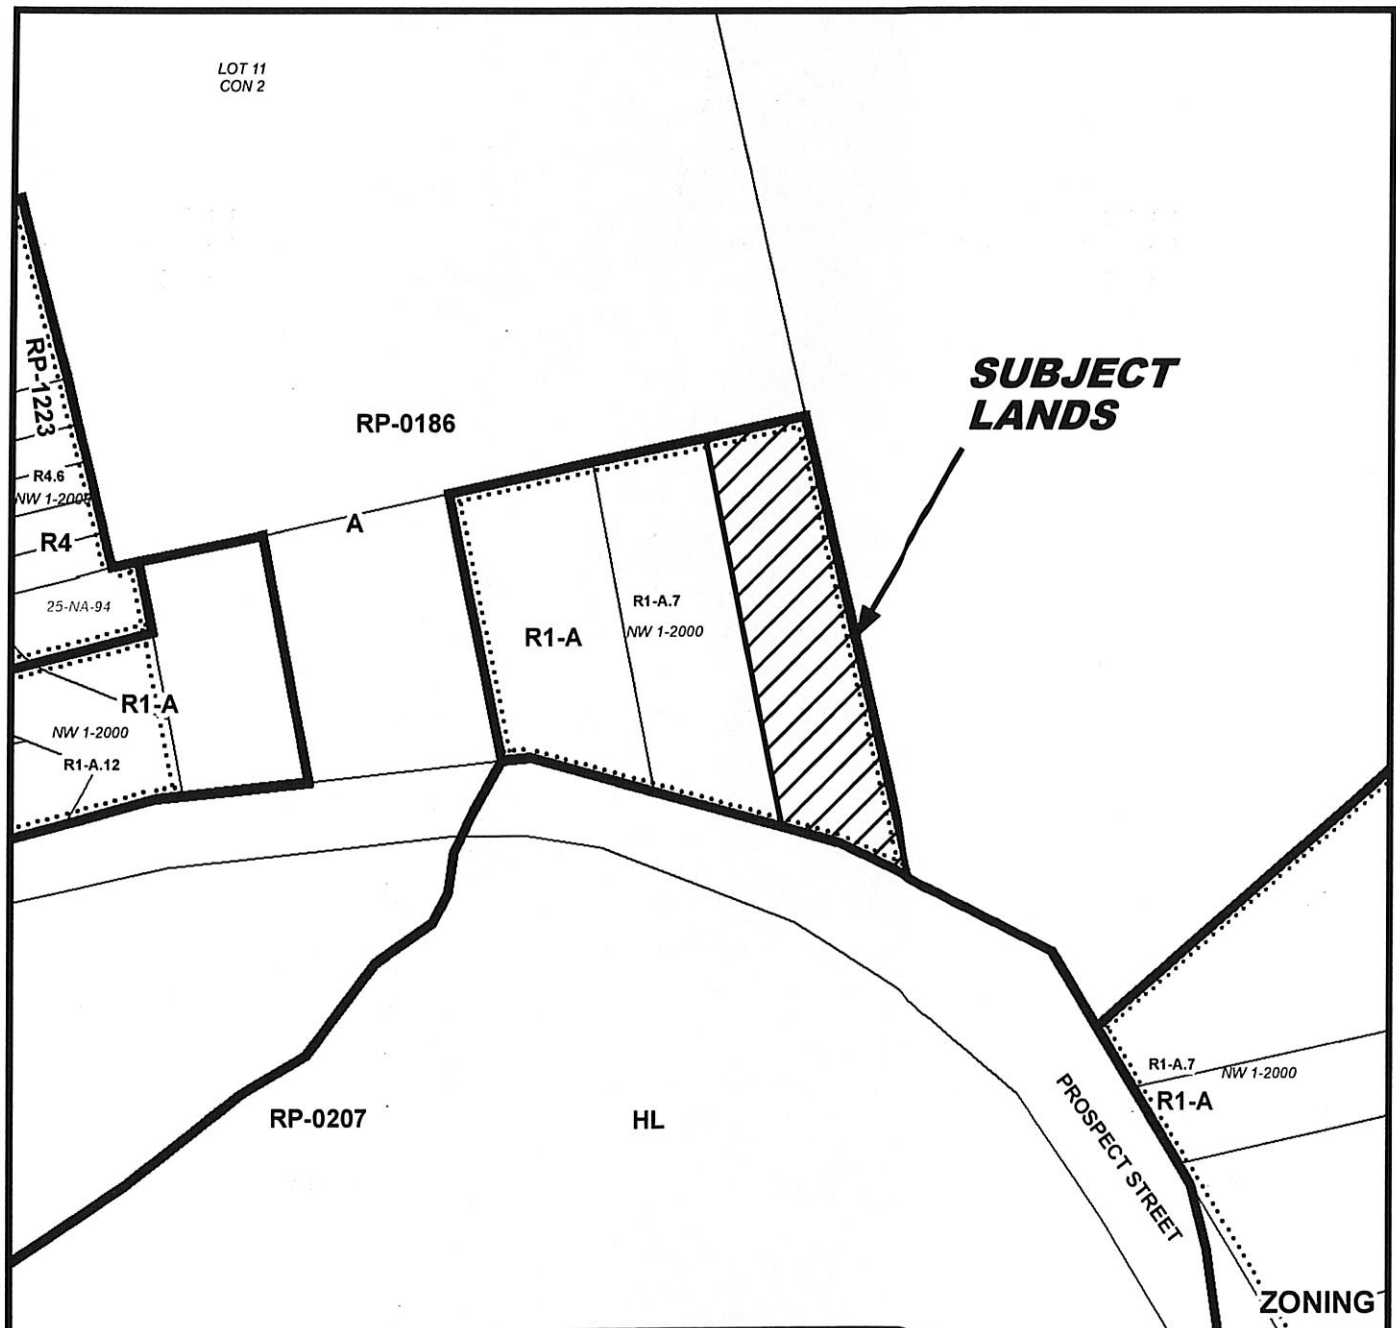 LOT 11
CON 2
SUBJECT
LANDS
RP-1223
RP-0186
R4.6
NW 1-2000
A
R4
25-NA-94
R1-A.7
NW 1-2000
R1-A
R1-A
NW 1-2000
R1-A.12
R1-A.7
NW 1-2000
R1-A
PROSPECT STREET
RP-0207
HL
ZONING